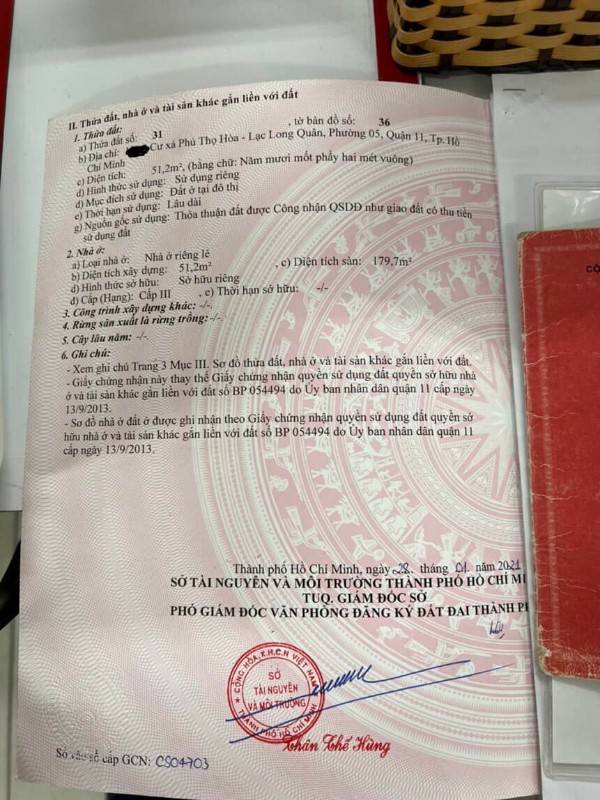 II. Thửa đất, nhà ở và tài sản khác gắn liền với đất
1. Thửa đất:
a) Thửa đất số: 31 , tờ bản đồ số: 36
b) Địa chỉ: Cư xá Phú Thọ Hòa - Lạc Long Quân, Phường 05, Quận 11, Tp. Hồ
Chí Minh
c) Diện tích: 51,2m², (bằng chữ: Năm mươi mốt phẩy hai mét vuông)
d) Hình thức sử dụng: Sử dụng riêng
đ) Mục đích sử dụng: Đất ở tại đô thị
e) Thời hạn sử dụng: Lâu dài
g) Nguồn gốc sử dụng: Thỏa thuận đất được Công nhận QSDĐ như giao đất có thu tiền
sử dụng đất
2. Nhà ở:
a) Loại nhà ở: Nhà ở riêng lẻ
b) Diện tích xây dựng: 51,2m² , c) Diện tích sàn: 179,7m²
d) Hình thức sở hữu: Sở hữu riêng
đ) Cấp (Hạng): Cấp III , e) Thời hạn sở hữu: -/-
3. Công trình xây dựng khác: -/-
4. Rừng sản xuất là rừng trồng: -/-
5. Cây lâu năm: -/-
6. Ghi chú:
- Xem ghi chú Trang 3 Mục III. Sơ đồ thửa đất, nhà ở và tài sản khác gắn liền với đất.
- Giấy chứng nhận này thay thế Giấy chứng nhận quyền sử dụng đất quyền sở hữu nhà
ở và tài sản khác gắn liền với đất số BP 054494 do Ủy ban nhân dân quận 11 cấp ngày
13/9/2013.
- Sơ đồ nhà ở đất ở được ghi nhận theo Giấy chứng nhận quyền sử dụng đất quyền sở
hữu nhà ở và tài sản khác gắn liền với đất số BP 054494 do Ủy ban nhân dân quận 11
cấp ngày 13/9/2013.
Thành phố Hồ Chí Minh, ngày 28 tháng 01 năm 2021
SỞ TÀI NGUYÊN VÀ MÔI TRƯỜNG THÀNH PHỐ HỒ CHÍ MI
TUQ. GIÁM ĐỐC SỞ
PHÓ GIÁM ĐỐC VĂN PHÒNG ĐĂNG KÝ ĐẤT ĐAI THÀNH P
CỘNG HÒA X.H.C.N VIỆT NAM
SỞ
TÀI NGUYÊN
VÀ MÔI TRƯỜNG
THÀNH PHỐ HỒ CHÍ MINH
Thân Thế Hùng
Số vào sổ cấp GCN: CS04703
CỘ